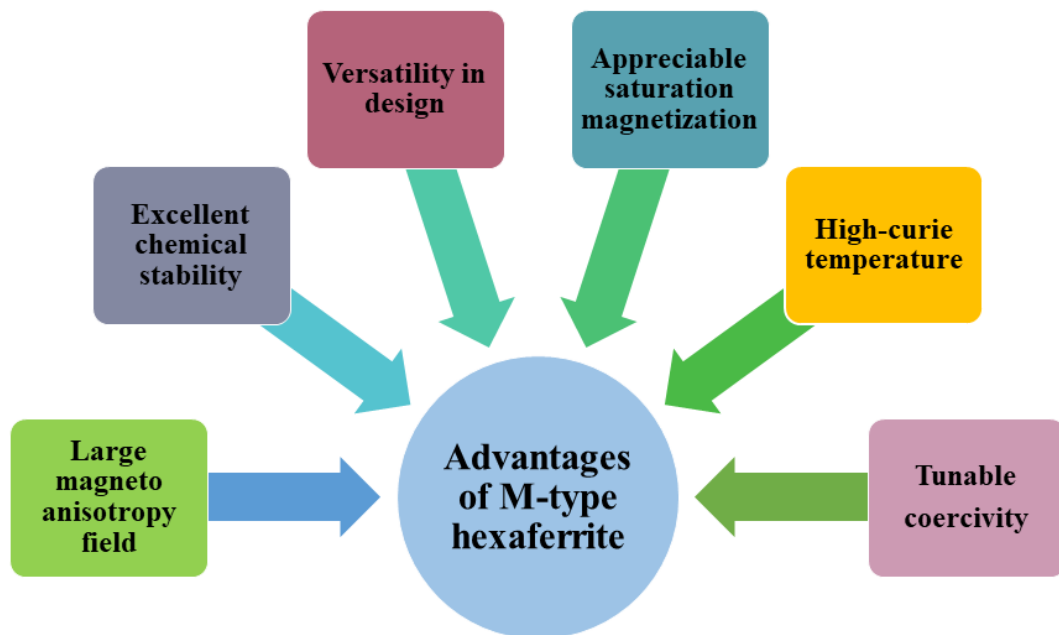 Versatility in
design
Appreciable
saturation
magnetization
Excellent
chemical
stability
High-curie
temperature
Large
magneto
anisotropy
field
Advantages
of M-type
hexaferrite
Tunable
coercivity